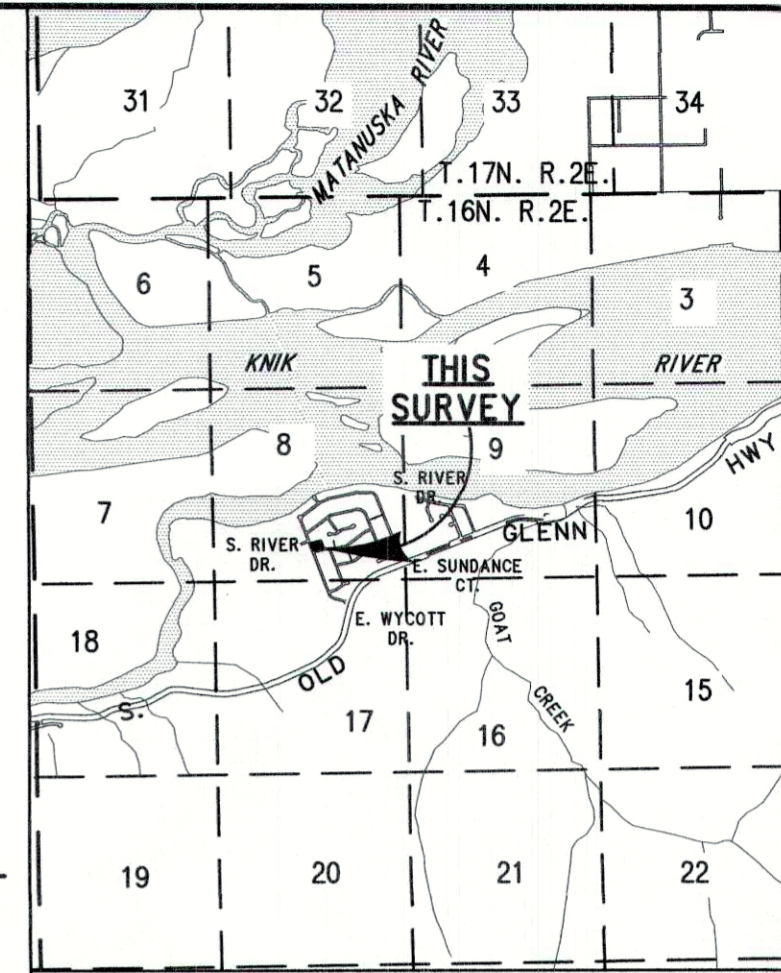 31
32
MATANUSKA RIVER
33
34
T.17N. R.2E.
T.16N. R.2E.
6
5
4
3
KNIK
THIS
SURVEY
RIVER
8
9
HWY
7
S. RIVER
DR.
S. RIVER
DR.
GLENN
10
E. SUNDANCE
CT.
18
E. WYCOTT
DR.
GOAT
CREEK
OLD
S.
17
16
15
19
20
21
22